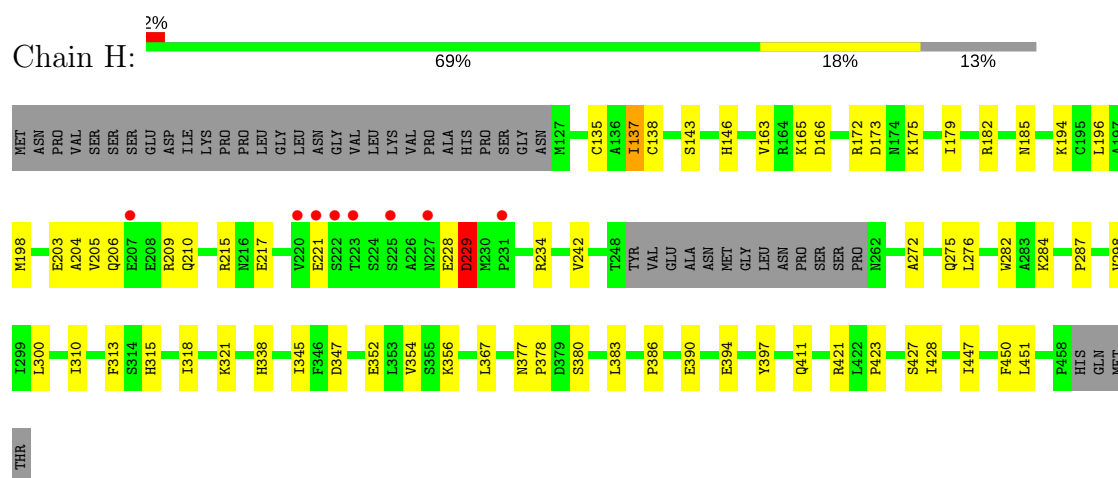 2%
Chain H:
69% 18% 13%
MET ASN PRO VAL SER SER SER GLU ASP ILE LYS PRO PRO LEU GLY LEU ASN GLY VAL LEU LYS VAL PRO ALA HIS PRO SER GLY ASN M127 C135 A136 I137 C138 S143 H146 V163 R164 K165 D166 R172 D173 N174 K175 I179 R182 N185 K194 C195 L196 A197
M198 E203 A204 V205 Q206 E207 E208 R209 Q210 R215 N216 E217 V220 E221 S222 T223 S224 S225 A226 N227 E228 D229 M230 P231 R234 V242 T248 TYR VAL GLU ALA ASN MET GLY LEU ASN PRO SER SER PRO N262 A272 Q275 L276 W282 A283 K284 P287 V298
I299 L300 I310 F313 S314 H315 I318 K321 H338 I345 F346 D347 E352 L353 V354 S355 K356 L367 N377 P378 D379 S380 L383 P386 E390 E394 Y397 Q411 R421 L422 P423 S427 I428 I447 F450 L451 P458 HIS GLN MET
THR